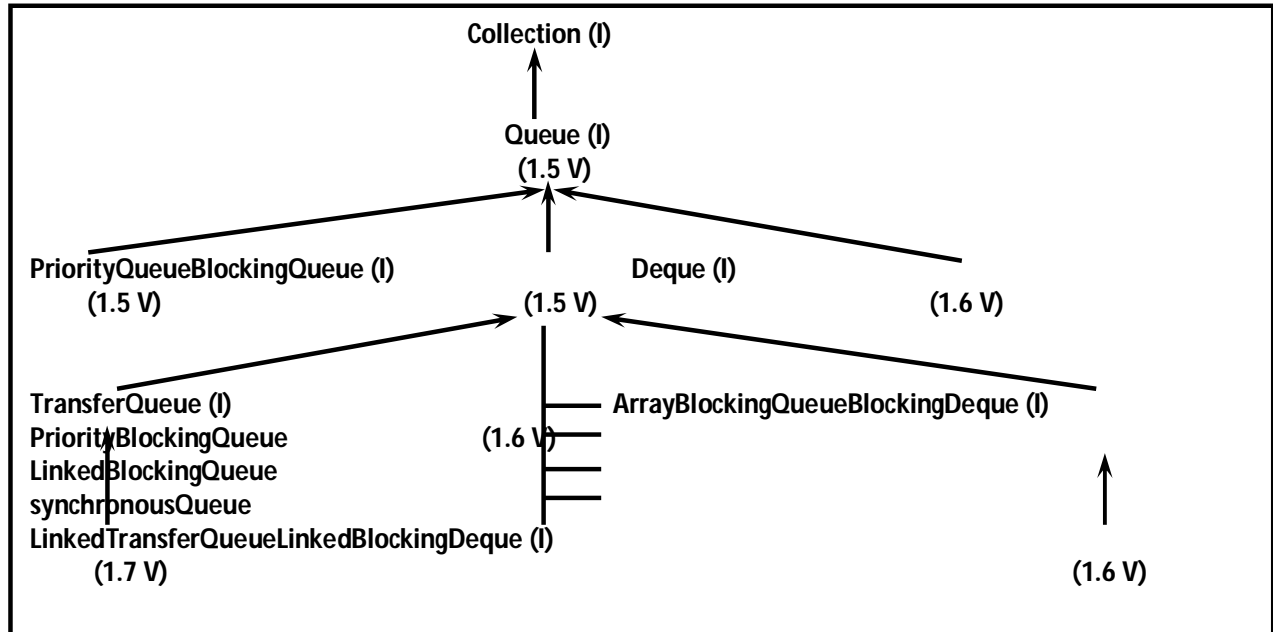 Collection (I)
Queue (I)
(1.5 V)
PriorityQueueBlockingQueue (I) Deque (I)
(1.5 V) (1.5 V) (1.6 V)
TransferQueue (I) ArrayBlockingQueueBlockingDeque (I)
PriorityBlockingQueue (1.6 V)
LinkedBlockingQueue
synchronousQueue
LinkedTransferQueueLinkedBlockingDeque (I)
(1.7 V) (1.6 V)